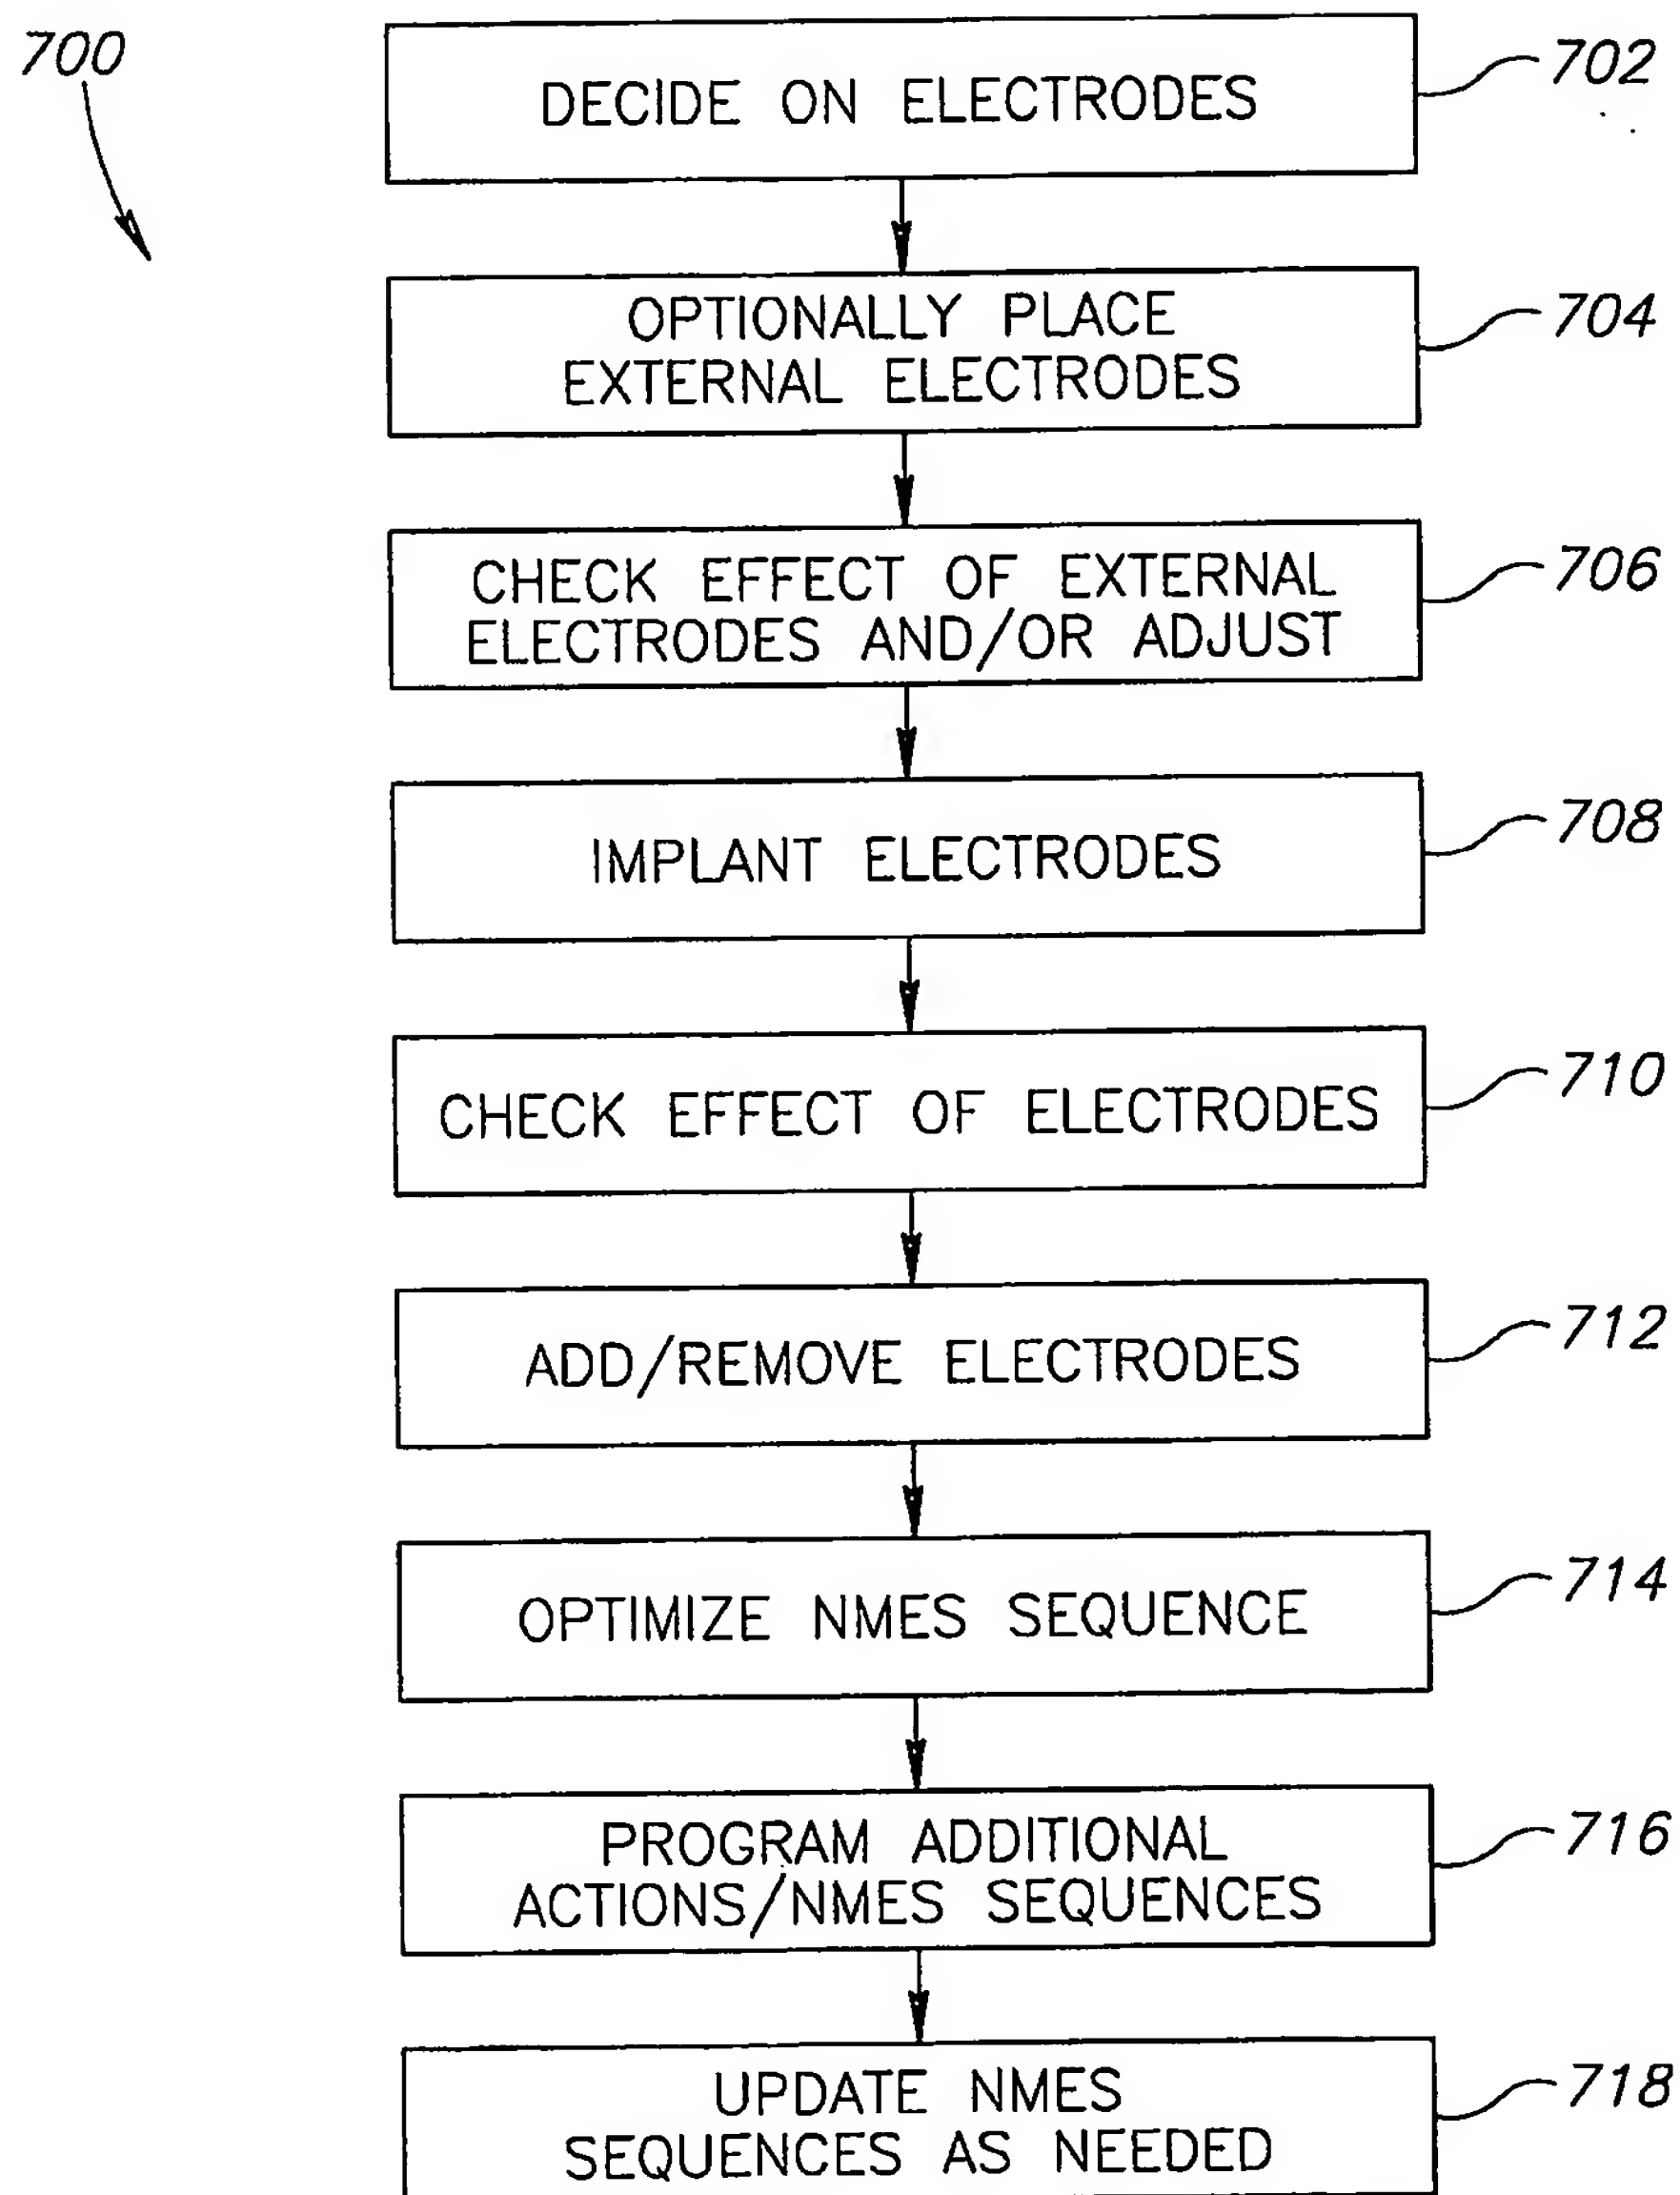 700
DECIDE ON ELECTRODES
702
OPTIONALLY PLACE
EXTERNAL ELECTRODES
704
CHECK EFFECT OF EXTERNAL
ELECTRODES AND/OR ADJUST
706
IMPLANT ELECTRODES
708
CHECK EFFECT OF ELECTRODES
710
ADD/REMOVE ELECTRODES
712
OPTIMIZE NMES SEQUENCE
714
PROGRAM ADDITIONAL
ACTIONS/NMES SEQUENCES
716
UPDATE NMES
SEQUENCES AS NEEDED
718